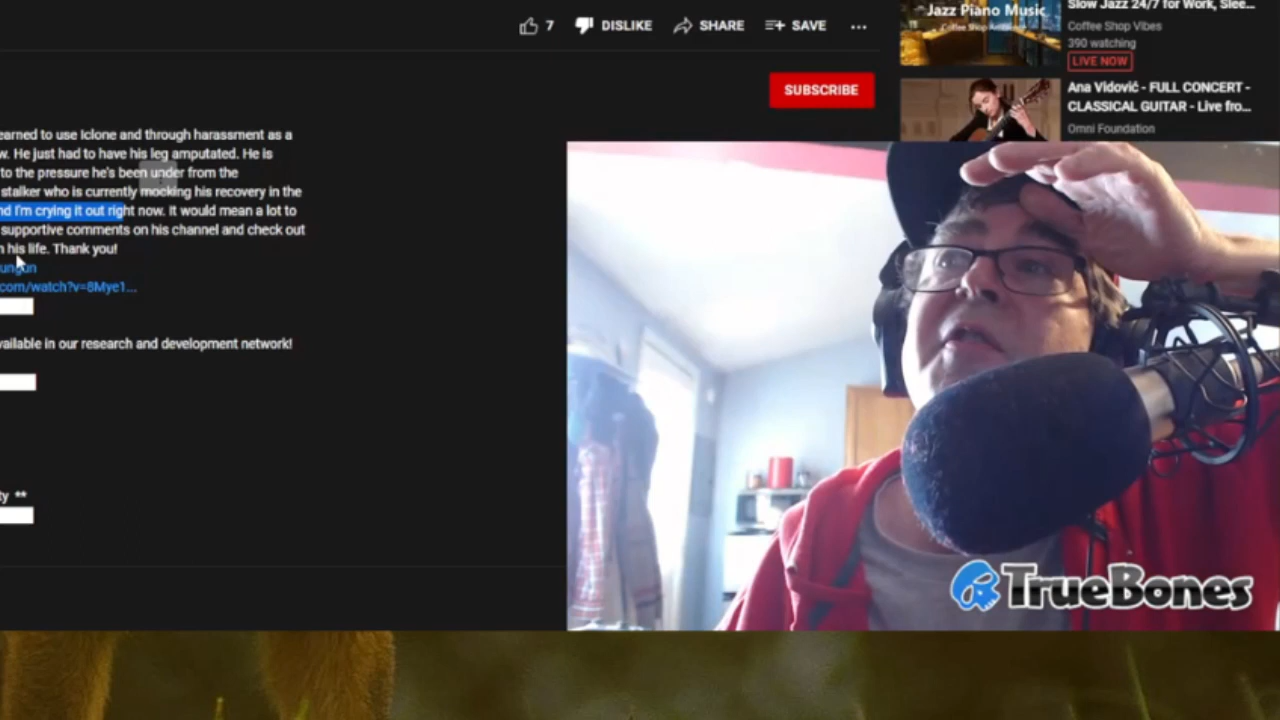 7 DISLIKE SHARE SAVE ...
SUBSCRIBE
Jazz Piano Music
Coffee Shop
Slow Jazz 24/7 for Work, Slee...
Coffee Shop Vibes
390 watching
LIVE NOW
Ana Vidović - FULL CONCERT -
CLASSICAL GUITAR - Live fro...
Omni Foundation
earned to use Iclone and through harassment as a
w. He just had to have his leg amputated. He is
to the pressure he's been under from the
stalker who is currently mocking his recovery in the
nd I'm crying it out right now. It would mean a lot to
supportive comments on his channel and check out
n his life. Thank you!
ungun
com/watch?v=8Mye1...
vailable in our research and development network!
ty **
TrueBones